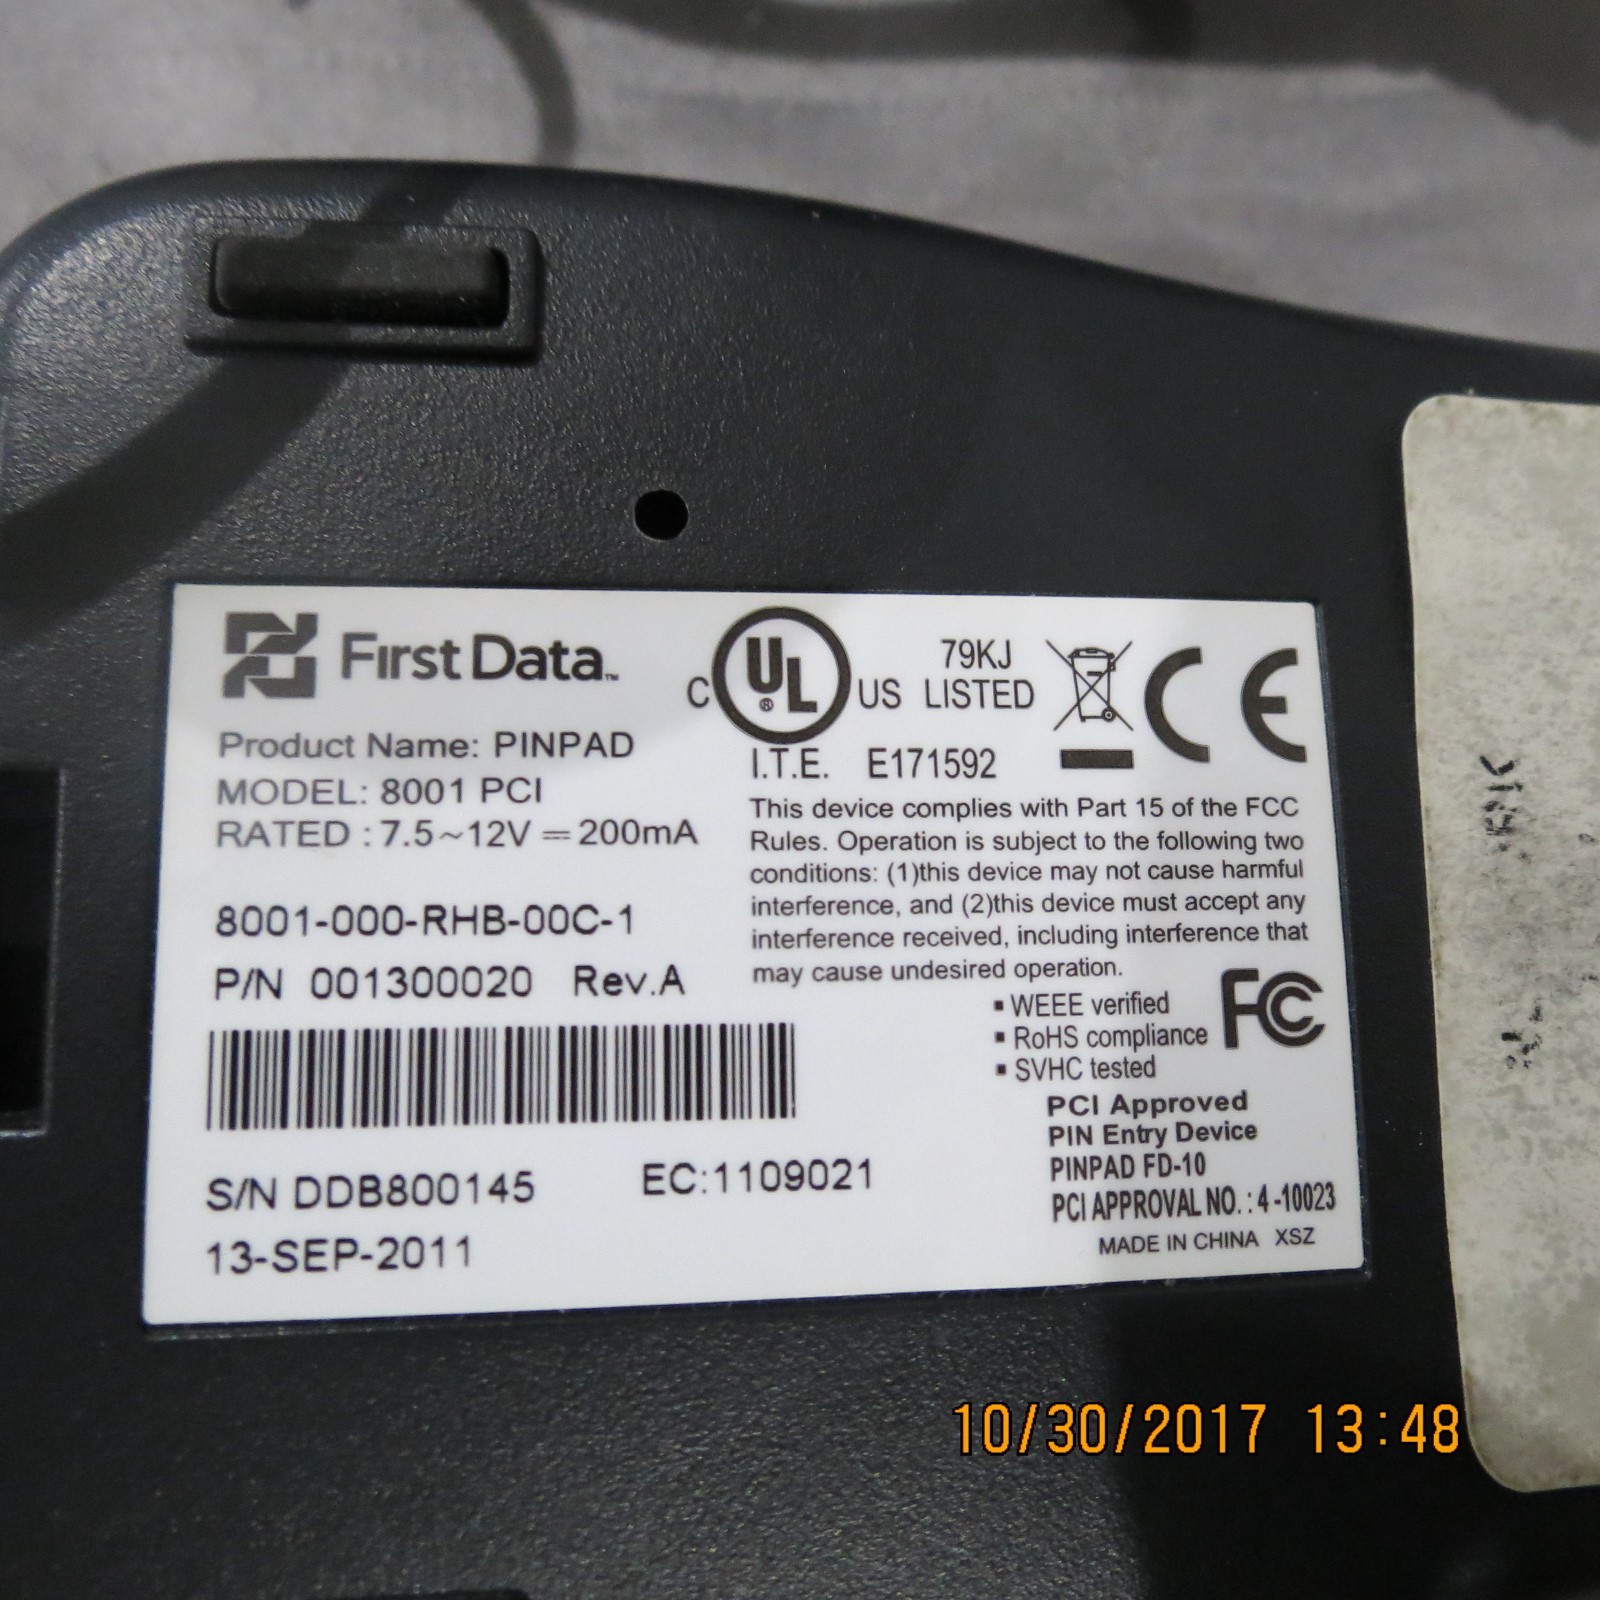 First Data™
Product Name: PINPAD
MODEL: 8001 PCI
RATED : 7.5~12V ⎓ 200mA
8001-000-RHB-00C-1
P/N 001300020 Rev.A
S/N DDB800145 EC:1109021
13-SEP-2011
C UL® US 79KJ LISTED CE
I.T.E. E171592
This device complies with Part 15 of the FCC
Rules. Operation is subject to the following two
conditions: (1)this device may not cause harmful
interference, and (2)this device must accept any
interference received, including interference that
may cause undesired operation.
▪ WEEE verified
▪ RoHS compliance
▪ SVHC tested
FCC
PCI Approved
PIN Entry Device
PINPAD FD-10
PCI APPROVAL NO. : 4 -10023
MADE IN CHINA XSZ
10/30/2017 13:48